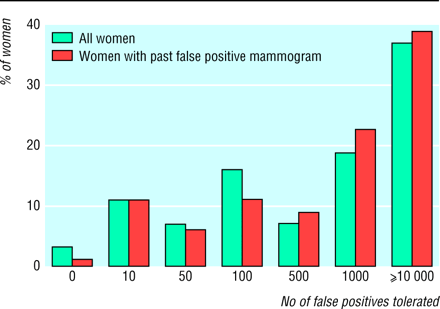 % of women
40
30
20
10
0
All women
Women with past false positive mammogram
0 10 50 100 500 1000 ⩾10 000
No of false positives tolerated